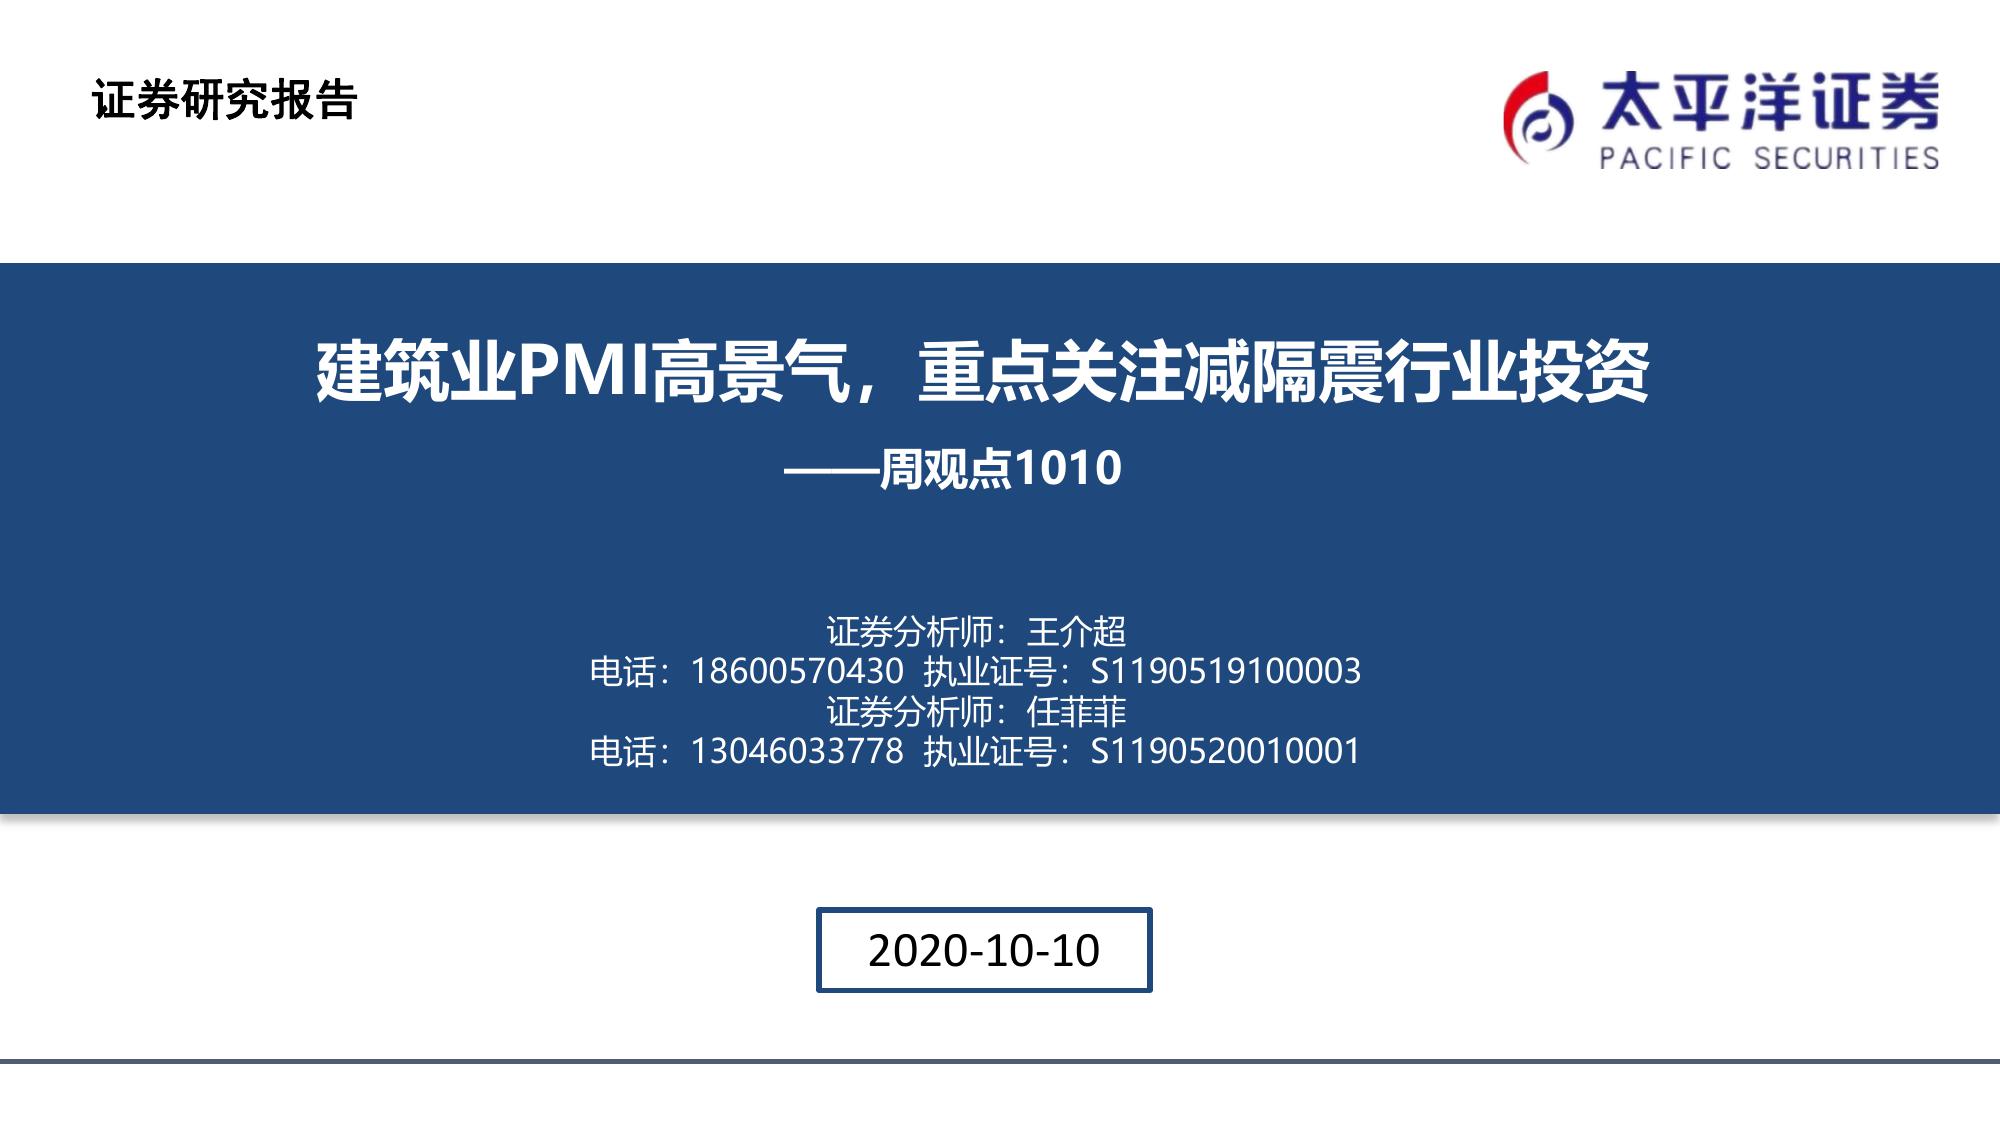 证券研究报告
太平洋证券
PACIFIC SECURITIES
建筑业PMI高景气，重点关注减隔震行业投资
——周观点1010
证券分析师：王介超
电话：18600570430 执业证号：S1190519100003
证券分析师：任菲菲
电话：13046033778 执业证号：S1190520010001
2020-10-10